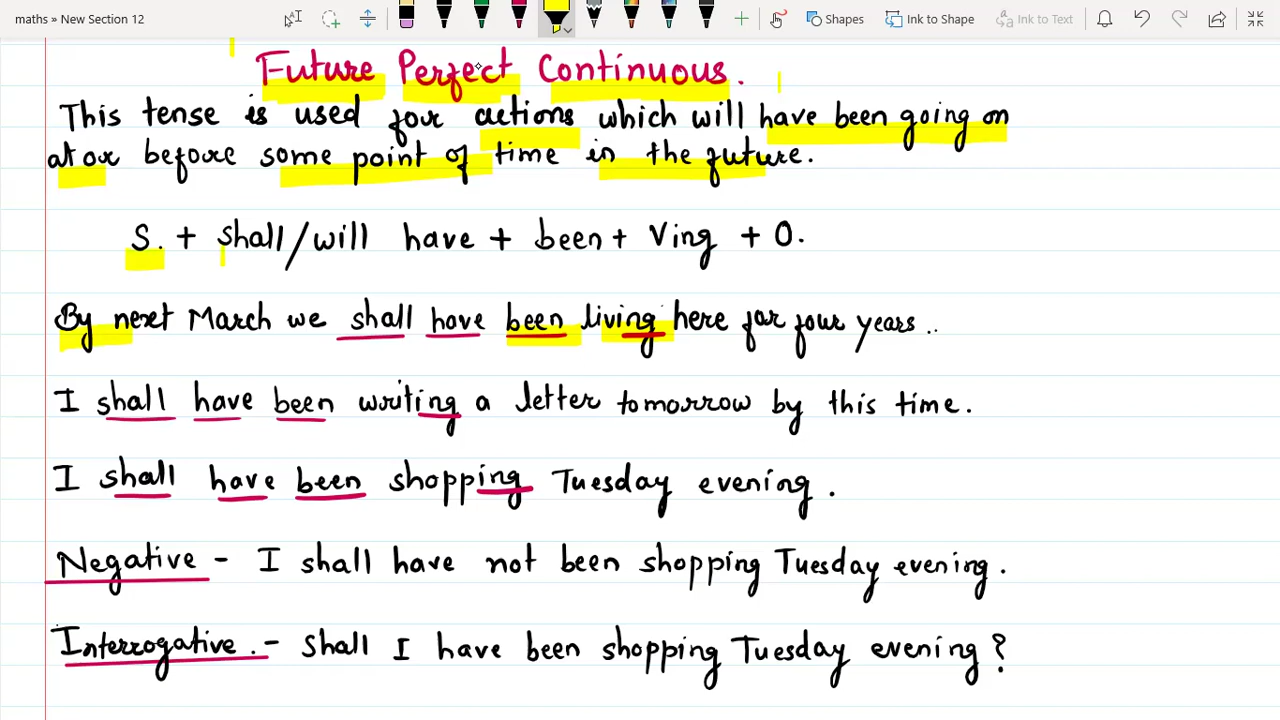 maths » New Section 12
Shapes Ink to Shape Ink to Text
Future Perfect Continuous.
This tense is used for actions which will have been going on
at or before some point of time in the future.
S. + shall/will have + been + Ving + O.
By next March we shall have been living here for four years..
I shall have been writing a letter tomorrow by this time.
I shall have been shopping Tuesday evening.
Negative - I shall have not been shopping Tuesday evening.
Interrogative. - Shall I have been shopping Tuesday evening?